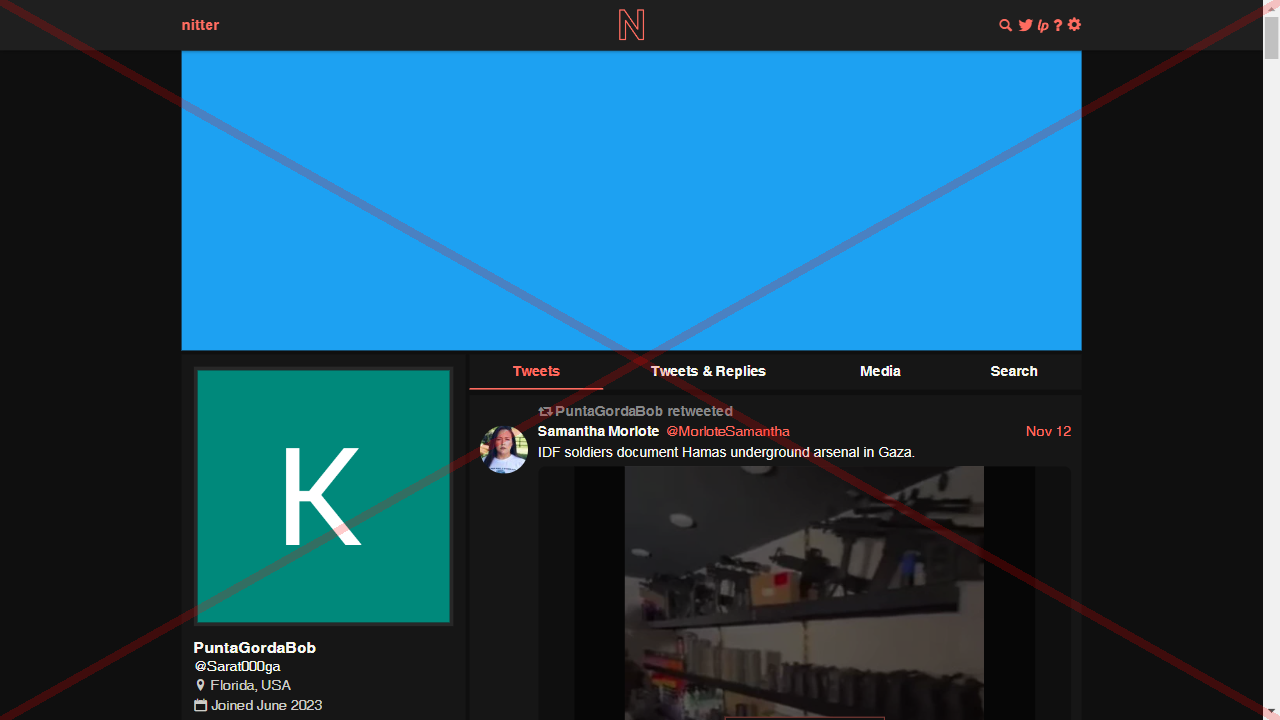 nitter
N
lp ?
Tweets Tweets & Replies Media Search
K
PuntaGordaBob retweeted
Samantha Morlote @MorloteSamantha Nov 12
IDF soldiers document Hamas underground arsenal in Gaza.
PuntaGordaBob
@Sarat000ga
Florida, USA
Joined June 2023